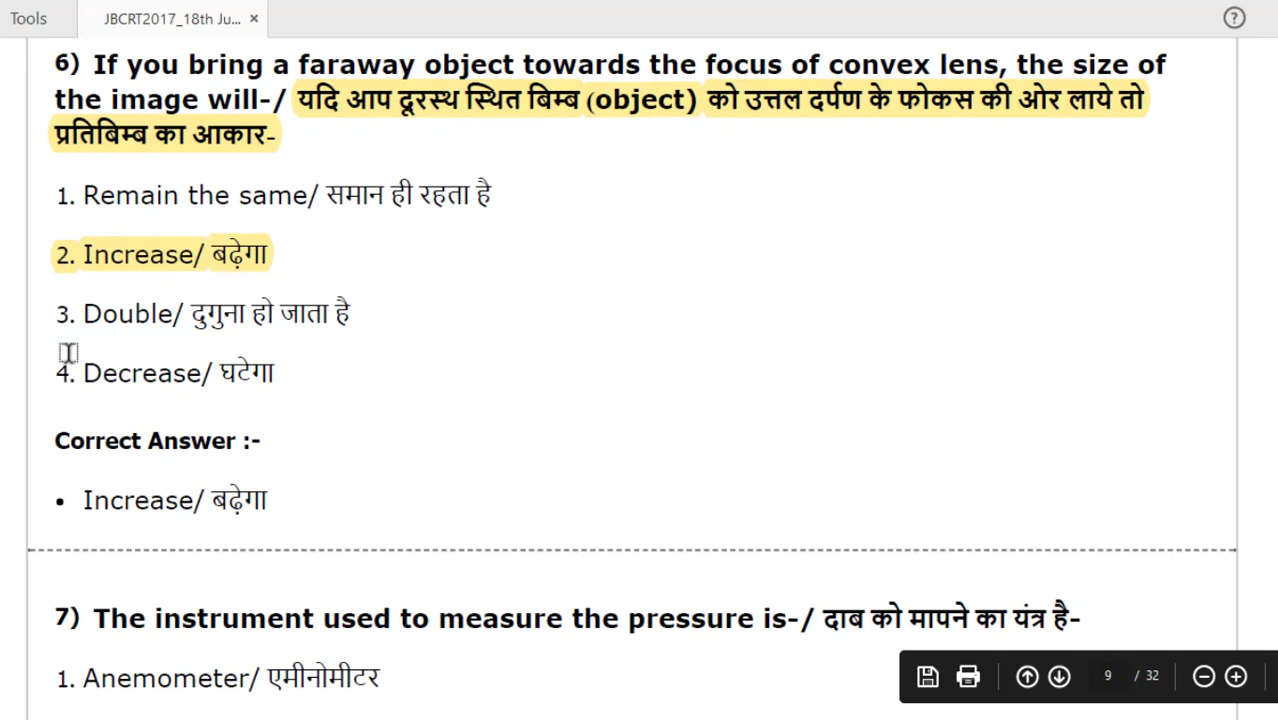 Tools
JBCRT2017_18th Ju... ×
6) If you bring a faraway object towards the focus of convex lens, the size of
the image will-/ यदि आप दूरस्थ स्थित बिम्ब (object) को उत्तल दर्पण के फोकस की ओर लाये तो
प्रतिबिम्ब का आकार-
1. Remain the same/ समान ही रहता है
2. Increase/ बढ़ेगा
3. Double/ दुगुना हो जाता है
4. Decrease/ घटेगा
Correct Answer :-
• Increase/ बढ़ेगा
7) The instrument used to measure the pressure is-/ दाब को मापने का यंत्र है-
1. Anemometer/ एमीनोमीटर
9 / 32